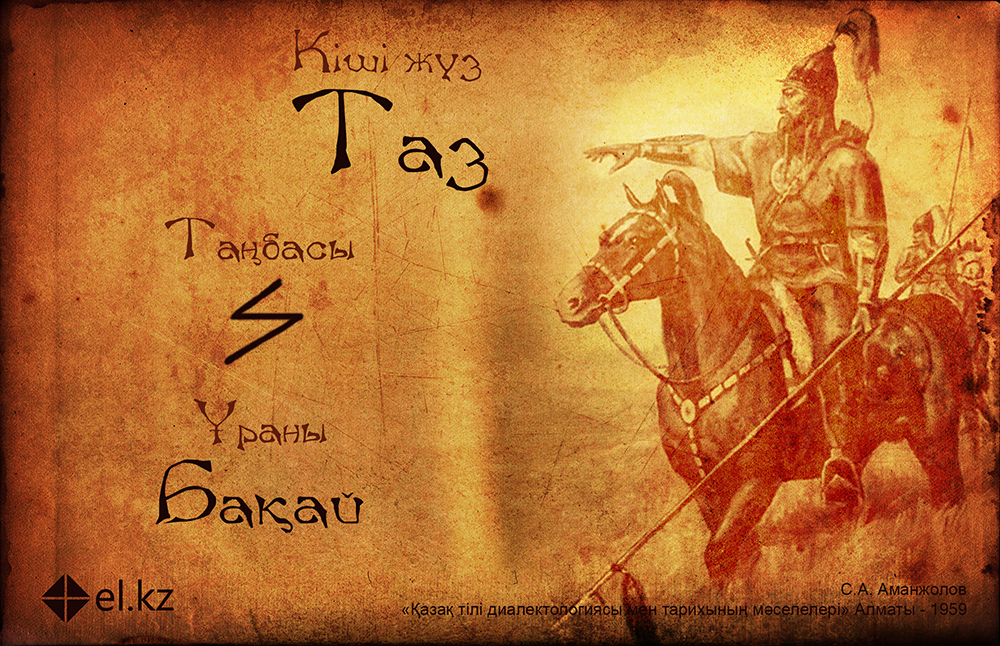 Кіші жүз
Таз
Таңбасы
Ұраны
Бақай
el.kz
С.А. Аманжолов
«Қазақ тілі диалектологиясы мен тарихының мәселелері» Алматы - 1959